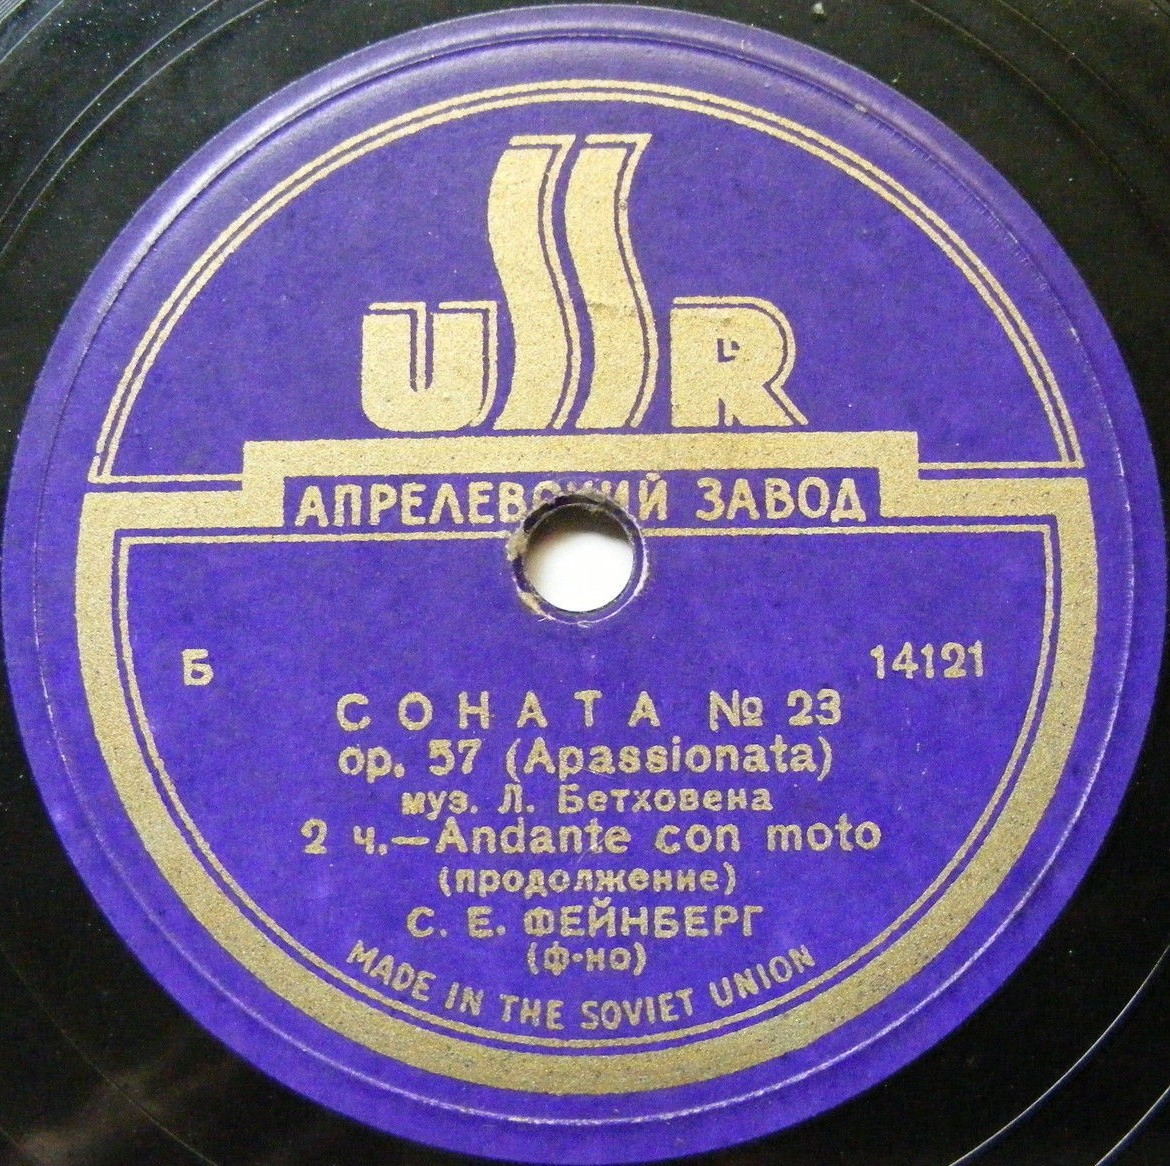 USSR
АПРЕЛЕВСКИЙ ЗАВОД
Б 14121
СОНАТА № 23
ор. 57 (Apassionata)
муз. Л. Бетховена
2 ч.—Andante con moto
(продолжение)
С. Е. ФЕЙНБЕРГ
(ф-но)
MADE IN THE SOVIET UNION